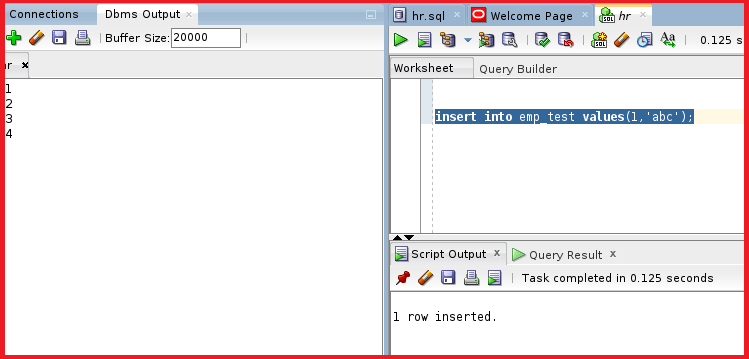 Connections
Dbms Output
Buffer Size: 20000
hr
1
2
3
4
hr.sql
Welcome Page
hr
SQL
SQL
0.125 s
Worksheet
Query Builder
insert into emp_test values(1,'abc');
Script Output
Query Result
Task completed in 0.125 seconds
1 row inserted.